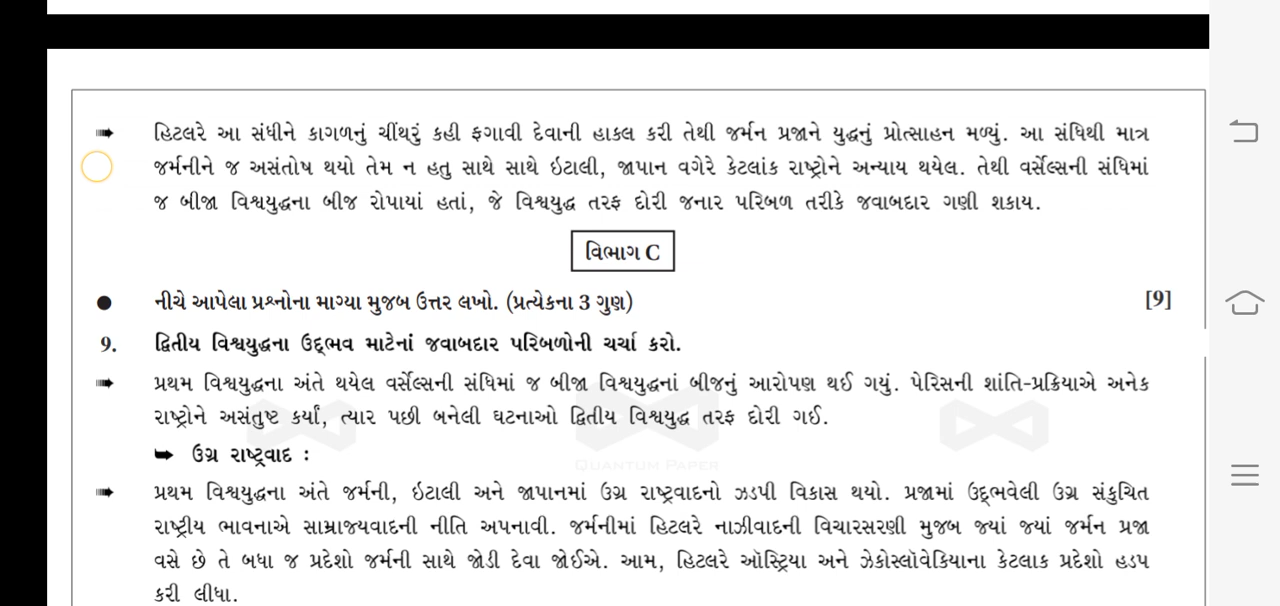 હિટલરે આ સંધીને કાગળનું ચીંથરું કહી ફગાવી દેવાની હાકલ કરી તેથી જર્મન પ્રજાને યુદ્ધનું પ્રોત્સાહન મળ્યું. આ સંધિથી માત્ર
જર્મનીને જ અસંતોષ થયો તેમ ન હતુ સાથે સાથે ઇટાલી, જાપાન વગેરે કેટલાંક રાષ્ટ્રોને અન્યાય થયેલ. તેથી વર્સેલ્સની સંધિમાં
જ બીજા વિશ્વયુદ્ધના બીજ રોપાયાં હતાં, જે વિશ્વયુદ્ધ તરફ દોરી જનાર પરિબળ તરીકે જવાબદાર ગણી શકાય.
વિભાગ C
● નીચે આપેલા પ્રશ્નોના માગ્યા મુજબ ઉત્તર લખો. (પ્રત્યેકના 3 ગુણ) [9]
9. દ્વિતીય વિશ્વયુદ્ધના ઉદ્ભવ માટેનાં જવાબદાર પરિબળોની ચર્ચા કરો.
પ્રથમ વિશ્વયુદ્ધના અંતે થયેલ વર્સેલ્સની સંધિમાં જ બીજા વિશ્વયુદ્ધનાં બીજનું આરોપણ થઈ ગયું. પેરિસની શાંતિ-પ્રક્રિયાએ અનેક
રાષ્ટ્રોને અસંતુષ્ટ કર્યાં, ત્યાર પછી બનેલી ઘટનાઓ દ્વિતીય વિશ્વયુદ્ધ તરફ દોરી ગઈ.
QUANTUM PAPER
ઉગ્ર રાષ્ટ્રવાદ :
પ્રથમ વિશ્વયુદ્ધના અંતે જર્મની, ઇટાલી અને જાપાનમાં ઉગ્ર રાષ્ટ્રવાદનો ઝડપી વિકાસ થયો. પ્રજામાં ઉદ્ભવેલી ઉગ્ર સંકુચિત
રાષ્ટ્રીય ભાવનાએ સામ્રાજ્યવાદની નીતિ અપનાવી. જર્મનીમાં હિટલરે નાઝીવાદની વિચારસરણી મુજબ જ્યાં જ્યાં જર્મન પ્રજા
વસે છે તે બધા જ પ્રદેશો જર્મની સાથે જોડી દેવા જોઈએ. આમ, હિટલરે ઑસ્ટ્રિયા અને ઝેકોસ્લૉવેકિયાના કેટલાક પ્રદેશો હડપ
કરી લીધા.